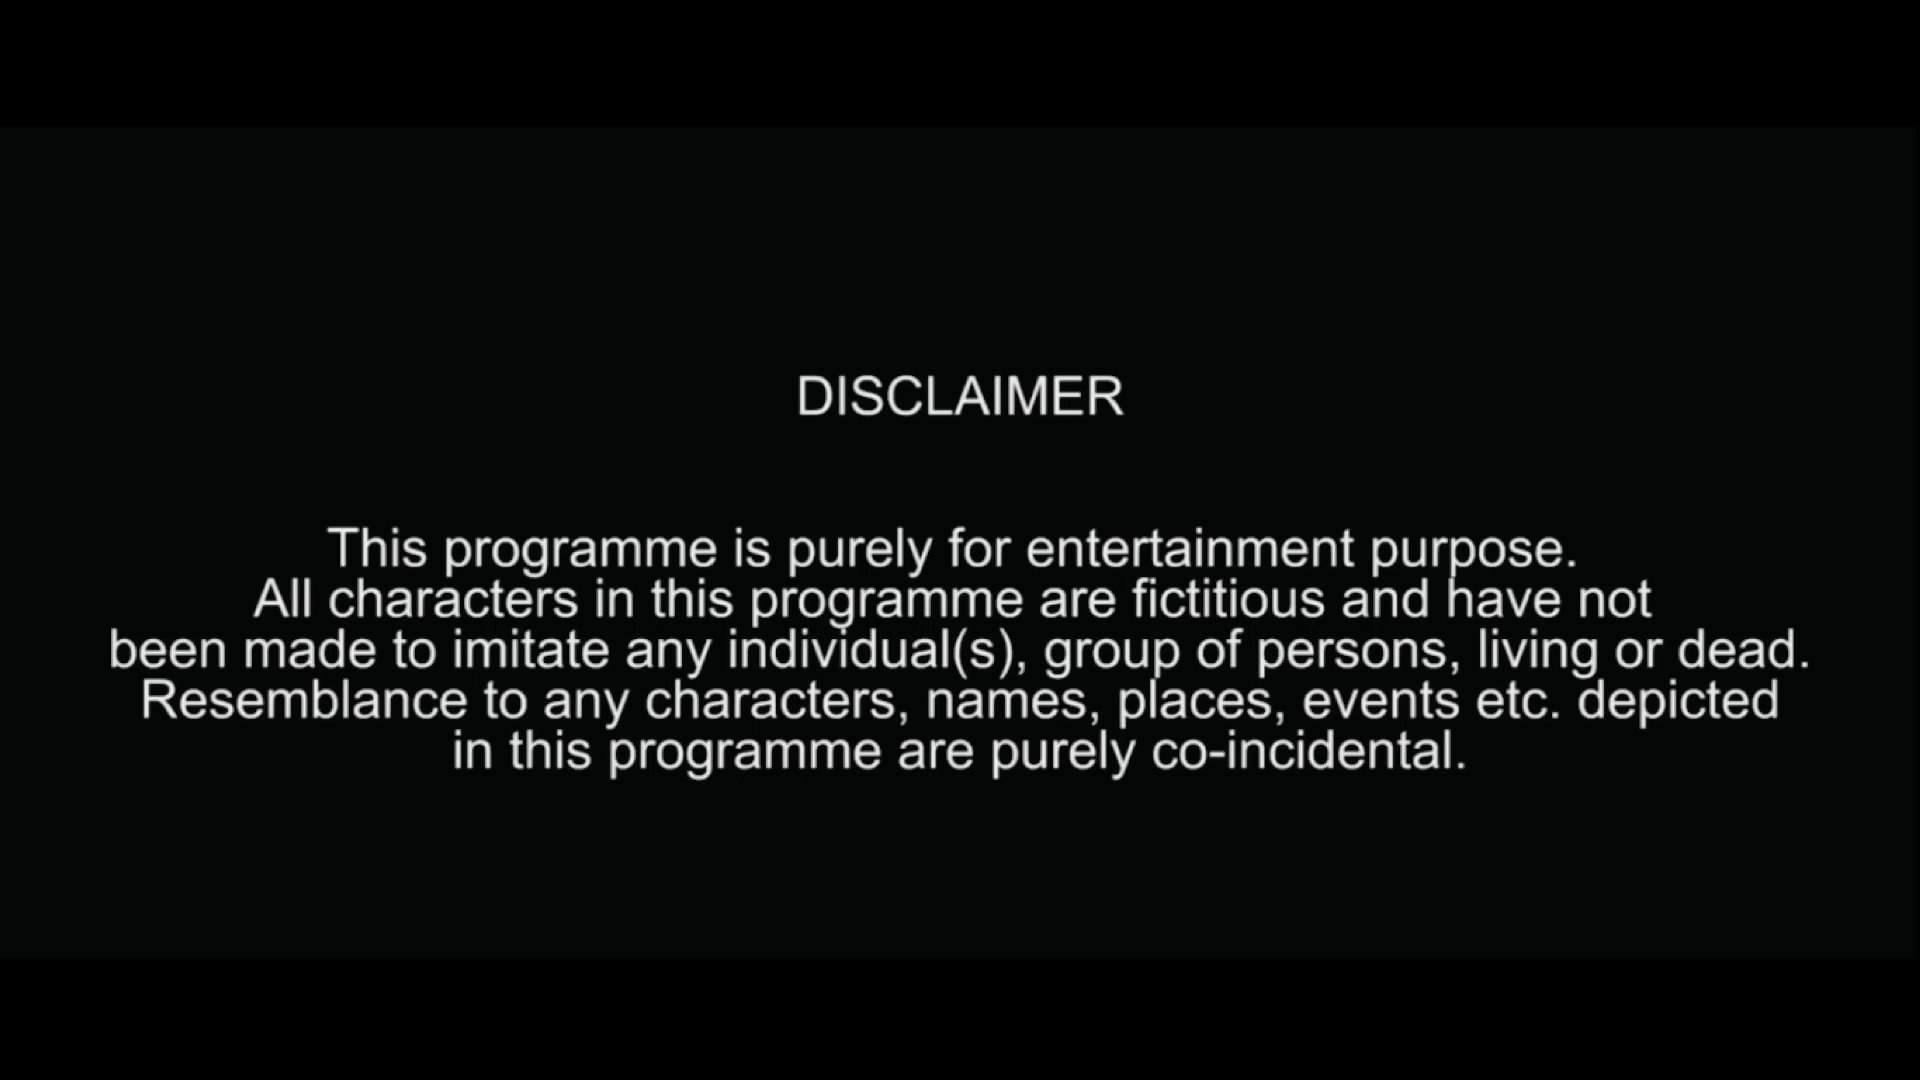 DISCLAIMER
This programme is purely for entertainment purpose.
All characters in this programme are fictitious and have not
been made to imitate any individual(s), group of persons, living or dead.
Resemblance to any characters, names, places, events etc. depicted
in this programme are purely co-incidental.